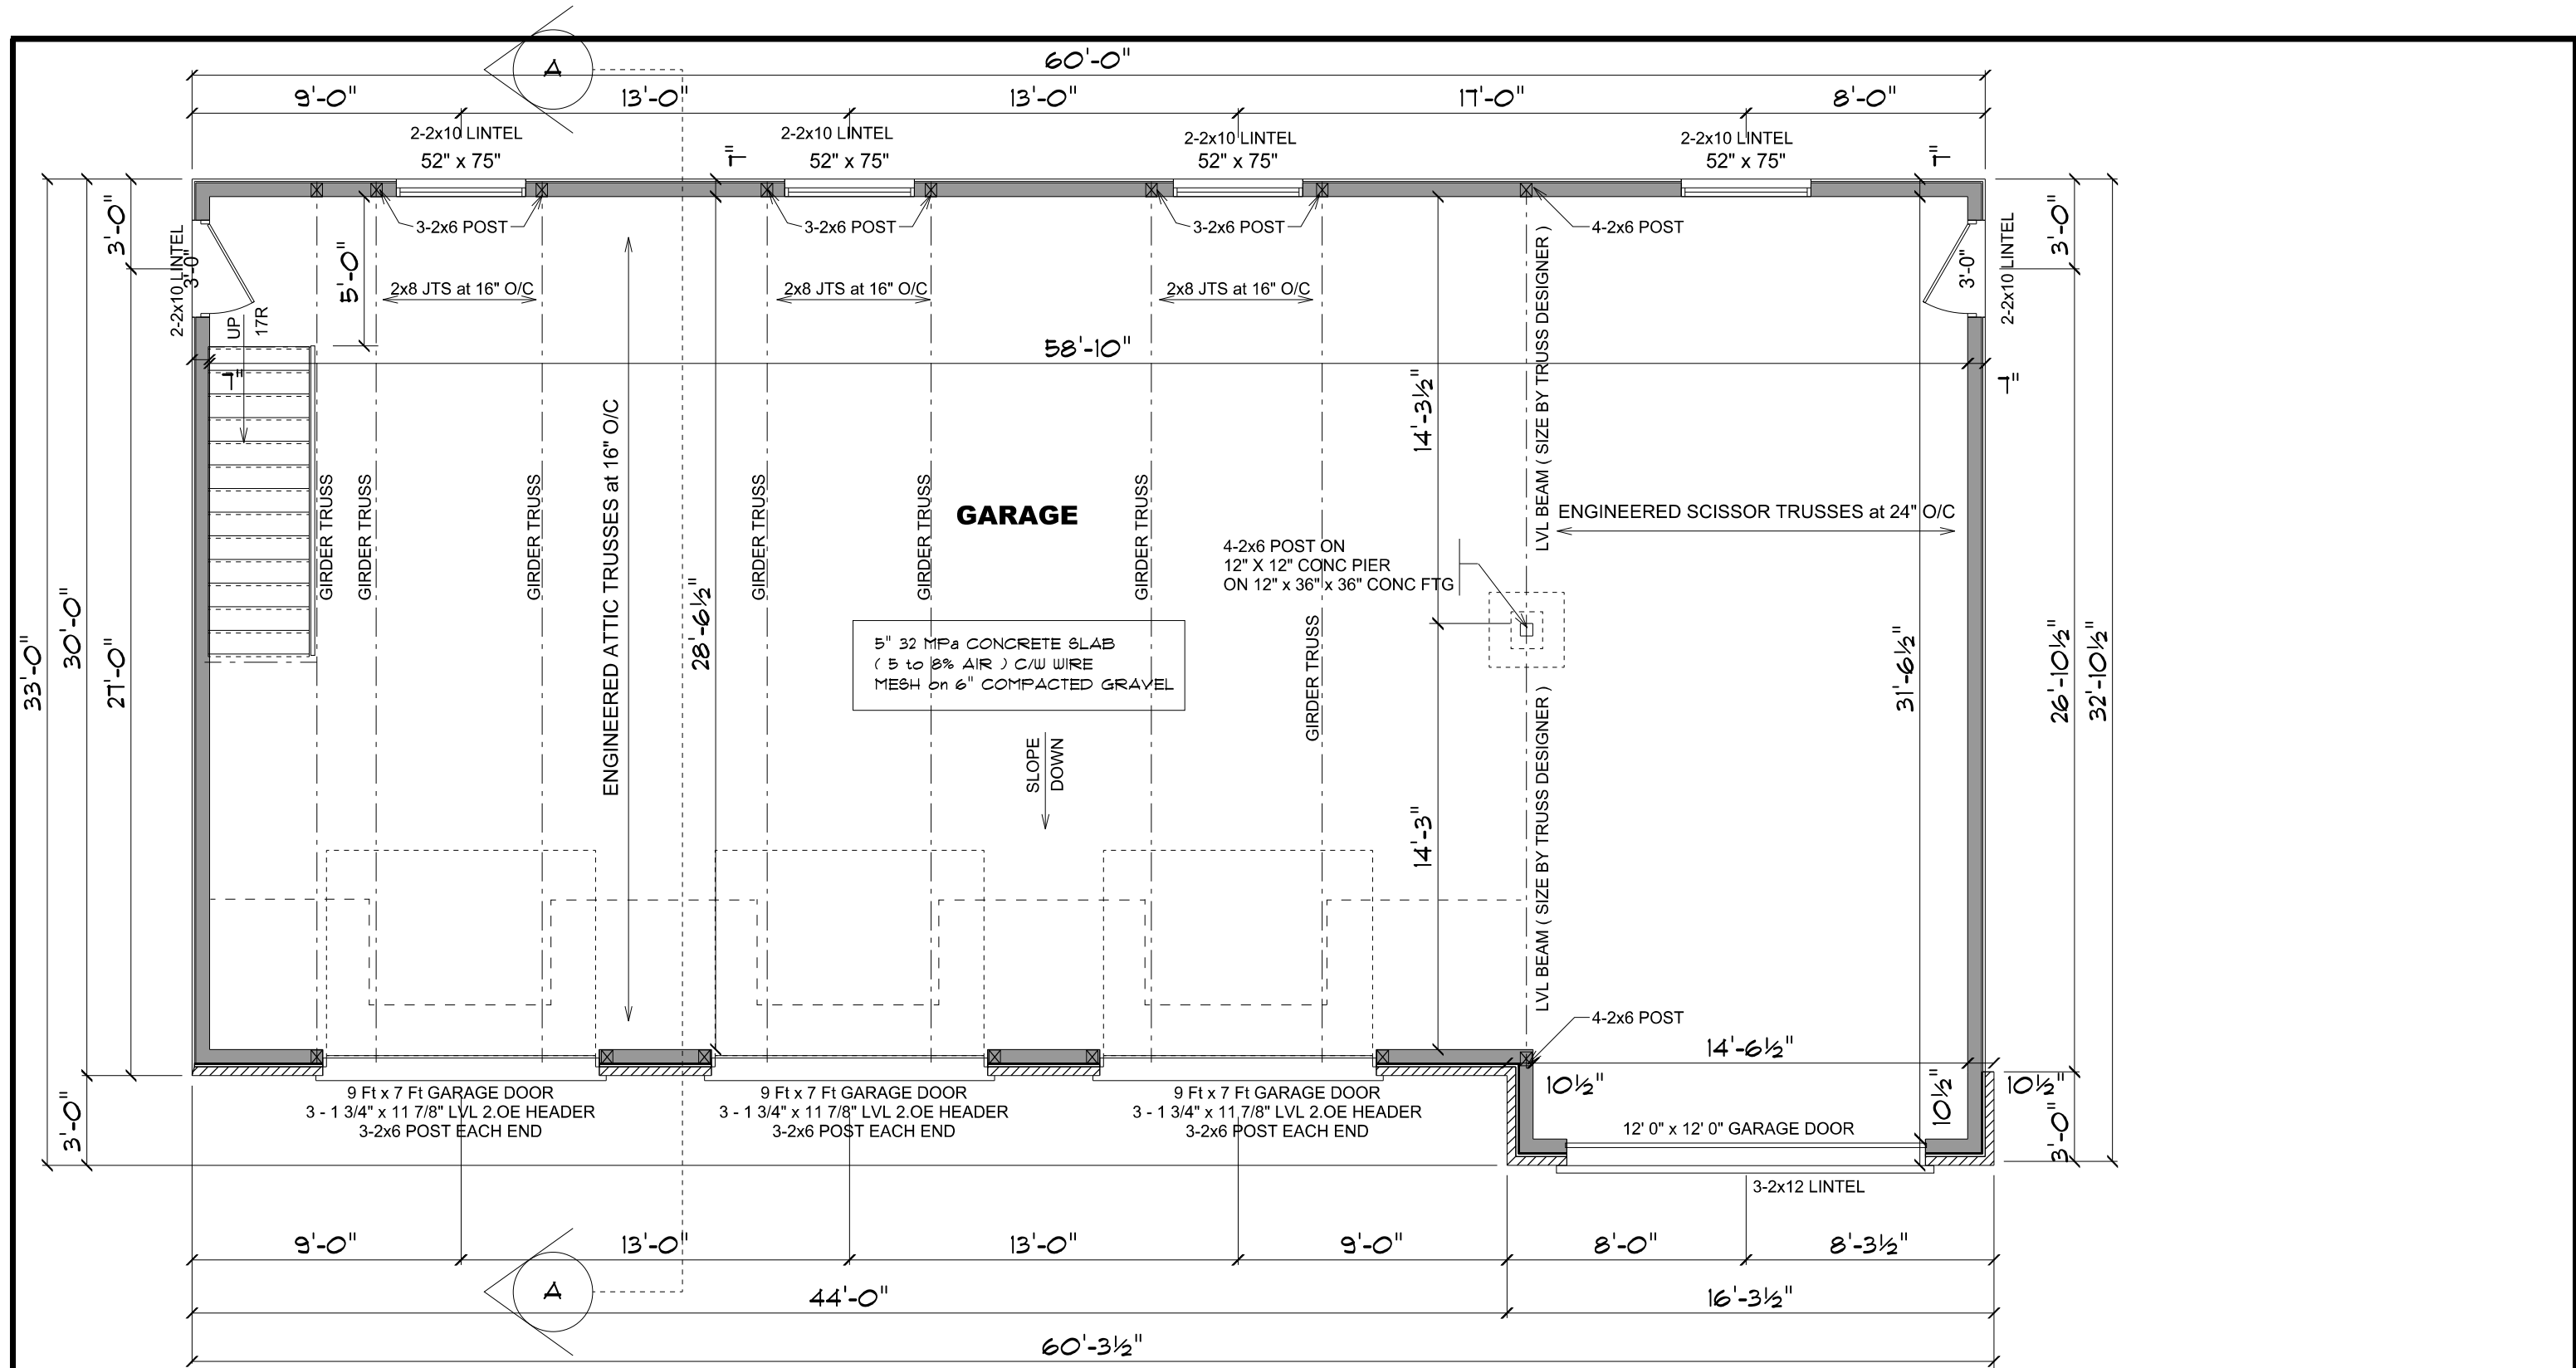 A
60'-0"
9'-0"
13'-0"
13'-0"
17'-0"
8'-0"
2-2x10 LINTEL
52" x 75"
2-2x10 LINTEL
52" x 75"
2-2x10 LINTEL
52" x 75"
2-2x10 LINTEL
52" x 75"
7"
7"
3'-0"
2-2x10 LINTEL
3'-0"
5'-0"
3-2x6 POST
3-2x6 POST
3-2x6 POST
4-2x6 POST
3'-0"
2-2x10 LINTEL
3'-0"
2x8 JTS at 16" O/C
2x8 JTS at 16" O/C
2x8 JTS at 16" O/C
UP
17R
58'-10"
7"
7"
14'-3½"
LVL BEAM ( SIZE BY TRUSS DESIGNER )
GIRDER TRUSS
GIRDER TRUSS
GIRDER TRUSS
ENGINEERED ATTIC TRUSSES at 16" O/C
GIRDER TRUSS
GIRDER TRUSS
GIRDER TRUSS
GIRDER TRUSS
GARAGE
ENGINEERED SCISSOR TRUSSES at 24" O/C
4-2x6 POST ON
12" X 12" CONC PIER
ON 12" x 36" x 36" CONC FTG
33'-0"
30'-0"
27'-0"
28'-6½"
5" 32 MPa CONCRETE SLAB
( 5 to 8% AIR ) C/W WIRE
MESH on 6" COMPACTED GRAVEL
31'-6½"
26'-10½"
32'-10½"
SLOPE
DOWN
14'-3"
LVL BEAM ( SIZE BY TRUSS DESIGNER )
4-2x6 POST
14'-6½"
10½"
10½"
10½"
3'-0"
3'-0"
9 Ft x 7 Ft GARAGE DOOR
3 - 1 3/4" x 11 7/8" LVL 2.OE HEADER
3-2x6 POST EACH END
9 Ft x 7 Ft GARAGE DOOR
3 - 1 3/4" x 11 7/8" LVL 2.OE HEADER
3-2x6 POST EACH END
9 Ft x 7 Ft GARAGE DOOR
3 - 1 3/4" x 11 7/8" LVL 2.OE HEADER
3-2x6 POST EACH END
12' 0" x 12' 0" GARAGE DOOR
3-2x12 LINTEL
9'-0"
13'-0"
13'-0"
9'-0"
8'-0"
8'-3½"
A
44'-0"
16'-3½"
60'-3½"